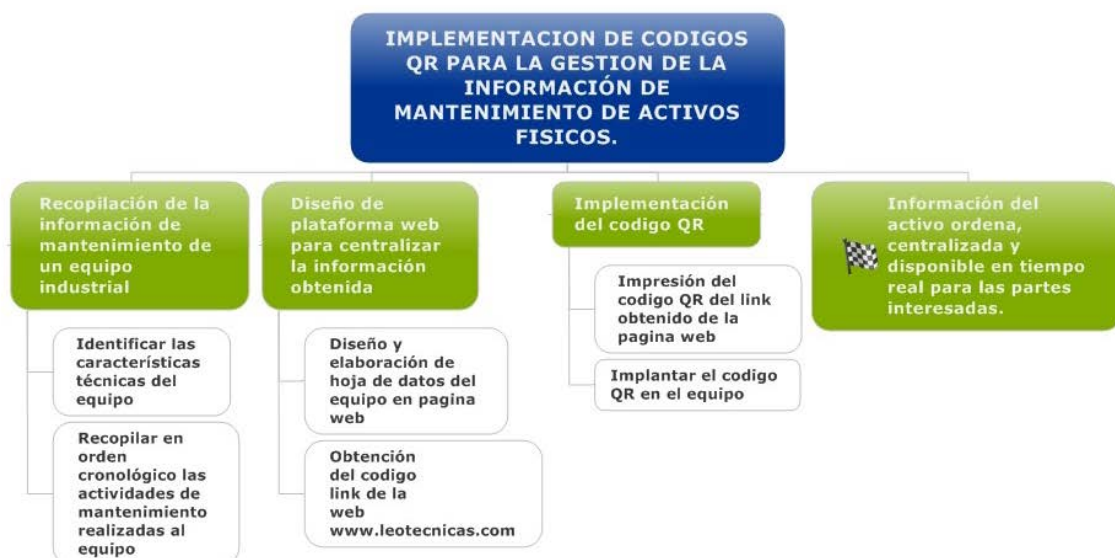 IMPLEMENTACION DE CODIGOS
QR PARA LA GESTION DE LA
INFORMACIÓN DE
MANTENIMIENTO DE ACTIVOS
FISICOS.
Recopilación de la
información de
mantenimiento de
un equipo
industrial
Identificar las
características
técnicas del
equipo
Recopilar en
orden
cronológico las
actividades de
mantenimiento
realizadas al
equipo
Diseño de
plataforma web
para centralizar
la información
obtenida
Diseño y
elaboración de
hoja de datos del
equipo en pagina
web
Obtención
del codigo
link de la
web
www.leotecnicas.com
Implementación
del codigo QR
Impresión del
codigo QR del link
obtenido de la
pagina web
Implantar el codigo
QR en el equipo
Información del
activo ordena,
centralizada y
disponible en tiempo
real para las partes
interesadas.